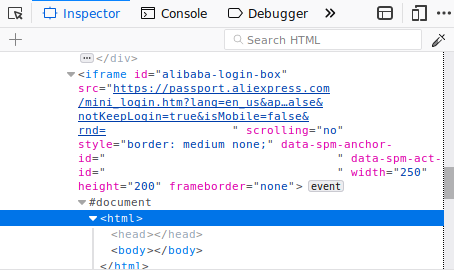 Inspector Console Debugger
Search HTML
</div>
<iframe id="alibaba-login-box"
src="https://passport.aliexpress.com
/mini_login.htm?lang=en_us&ap…alse&
notKeepLogin=true&isMobile=false&
rnd= " scrolling="no"
style="border: medium none;" data-spm-anchor-
id=" " data-spm-act-
id=" " width="250"
height="200" frameborder="none"> event
#document
<html>
<head></head>
<body></body>
</html>